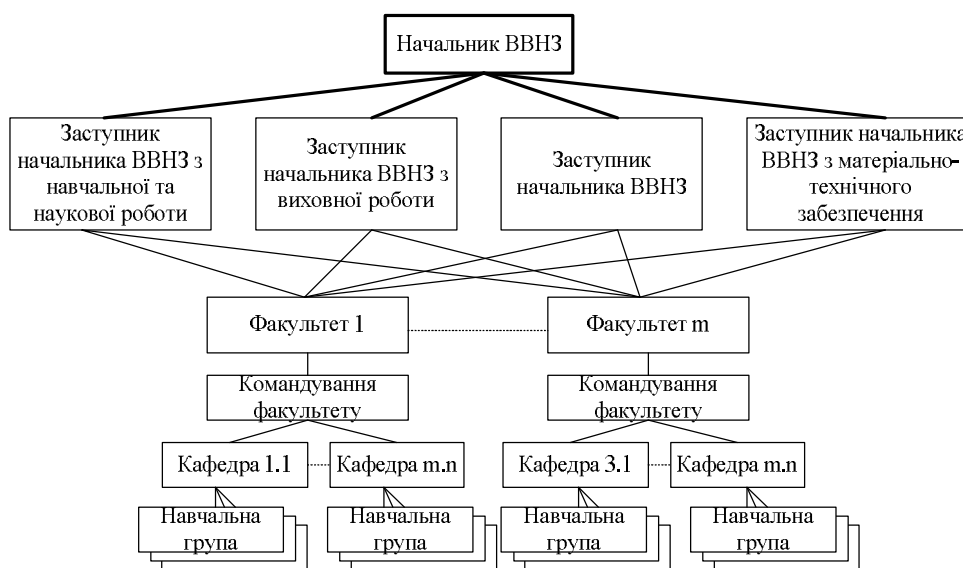 Начальник ВВНЗ
Заступник
начальника ВВНЗ з
навчальної та
наукової роботи
Заступник
начальника ВВНЗ з
виховної роботи
Заступник
начальника ВВНЗ
Заступник начальника
ВВНЗ з матеріально-
технічного
забезпечення
Факультет 1
Факультет m
Командування
факультету
Командування
факультету
Кафедра 1.1
Кафедра m.n
Кафедра 3.1
Кафедра m.n
Навчальна
група
Навчальна
група
Навчальна
група
Навчальна
група